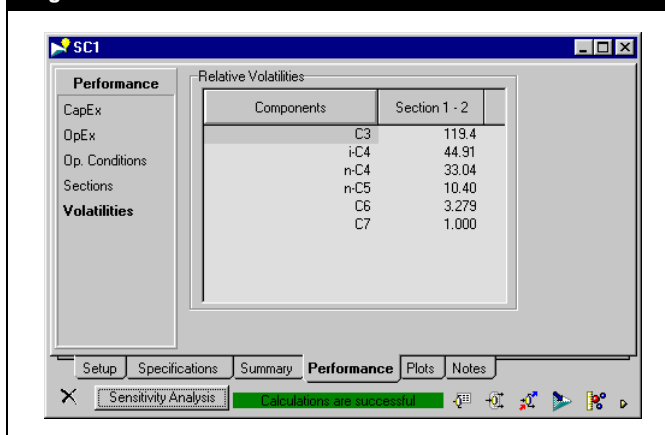 SC1
Performance
CapEx
OpEx
Op. Conditions
Sections
Volatilities
Relative Volatilities
Components Section 1 - 2
C3 119.4
i-C4 44.91
n-C4 33.04
n-C5 10.40
C6 3.279
C7 1.000
Setup Specifications Summary Performance Plots Notes
Sensitivity Analysis Calculations are successful